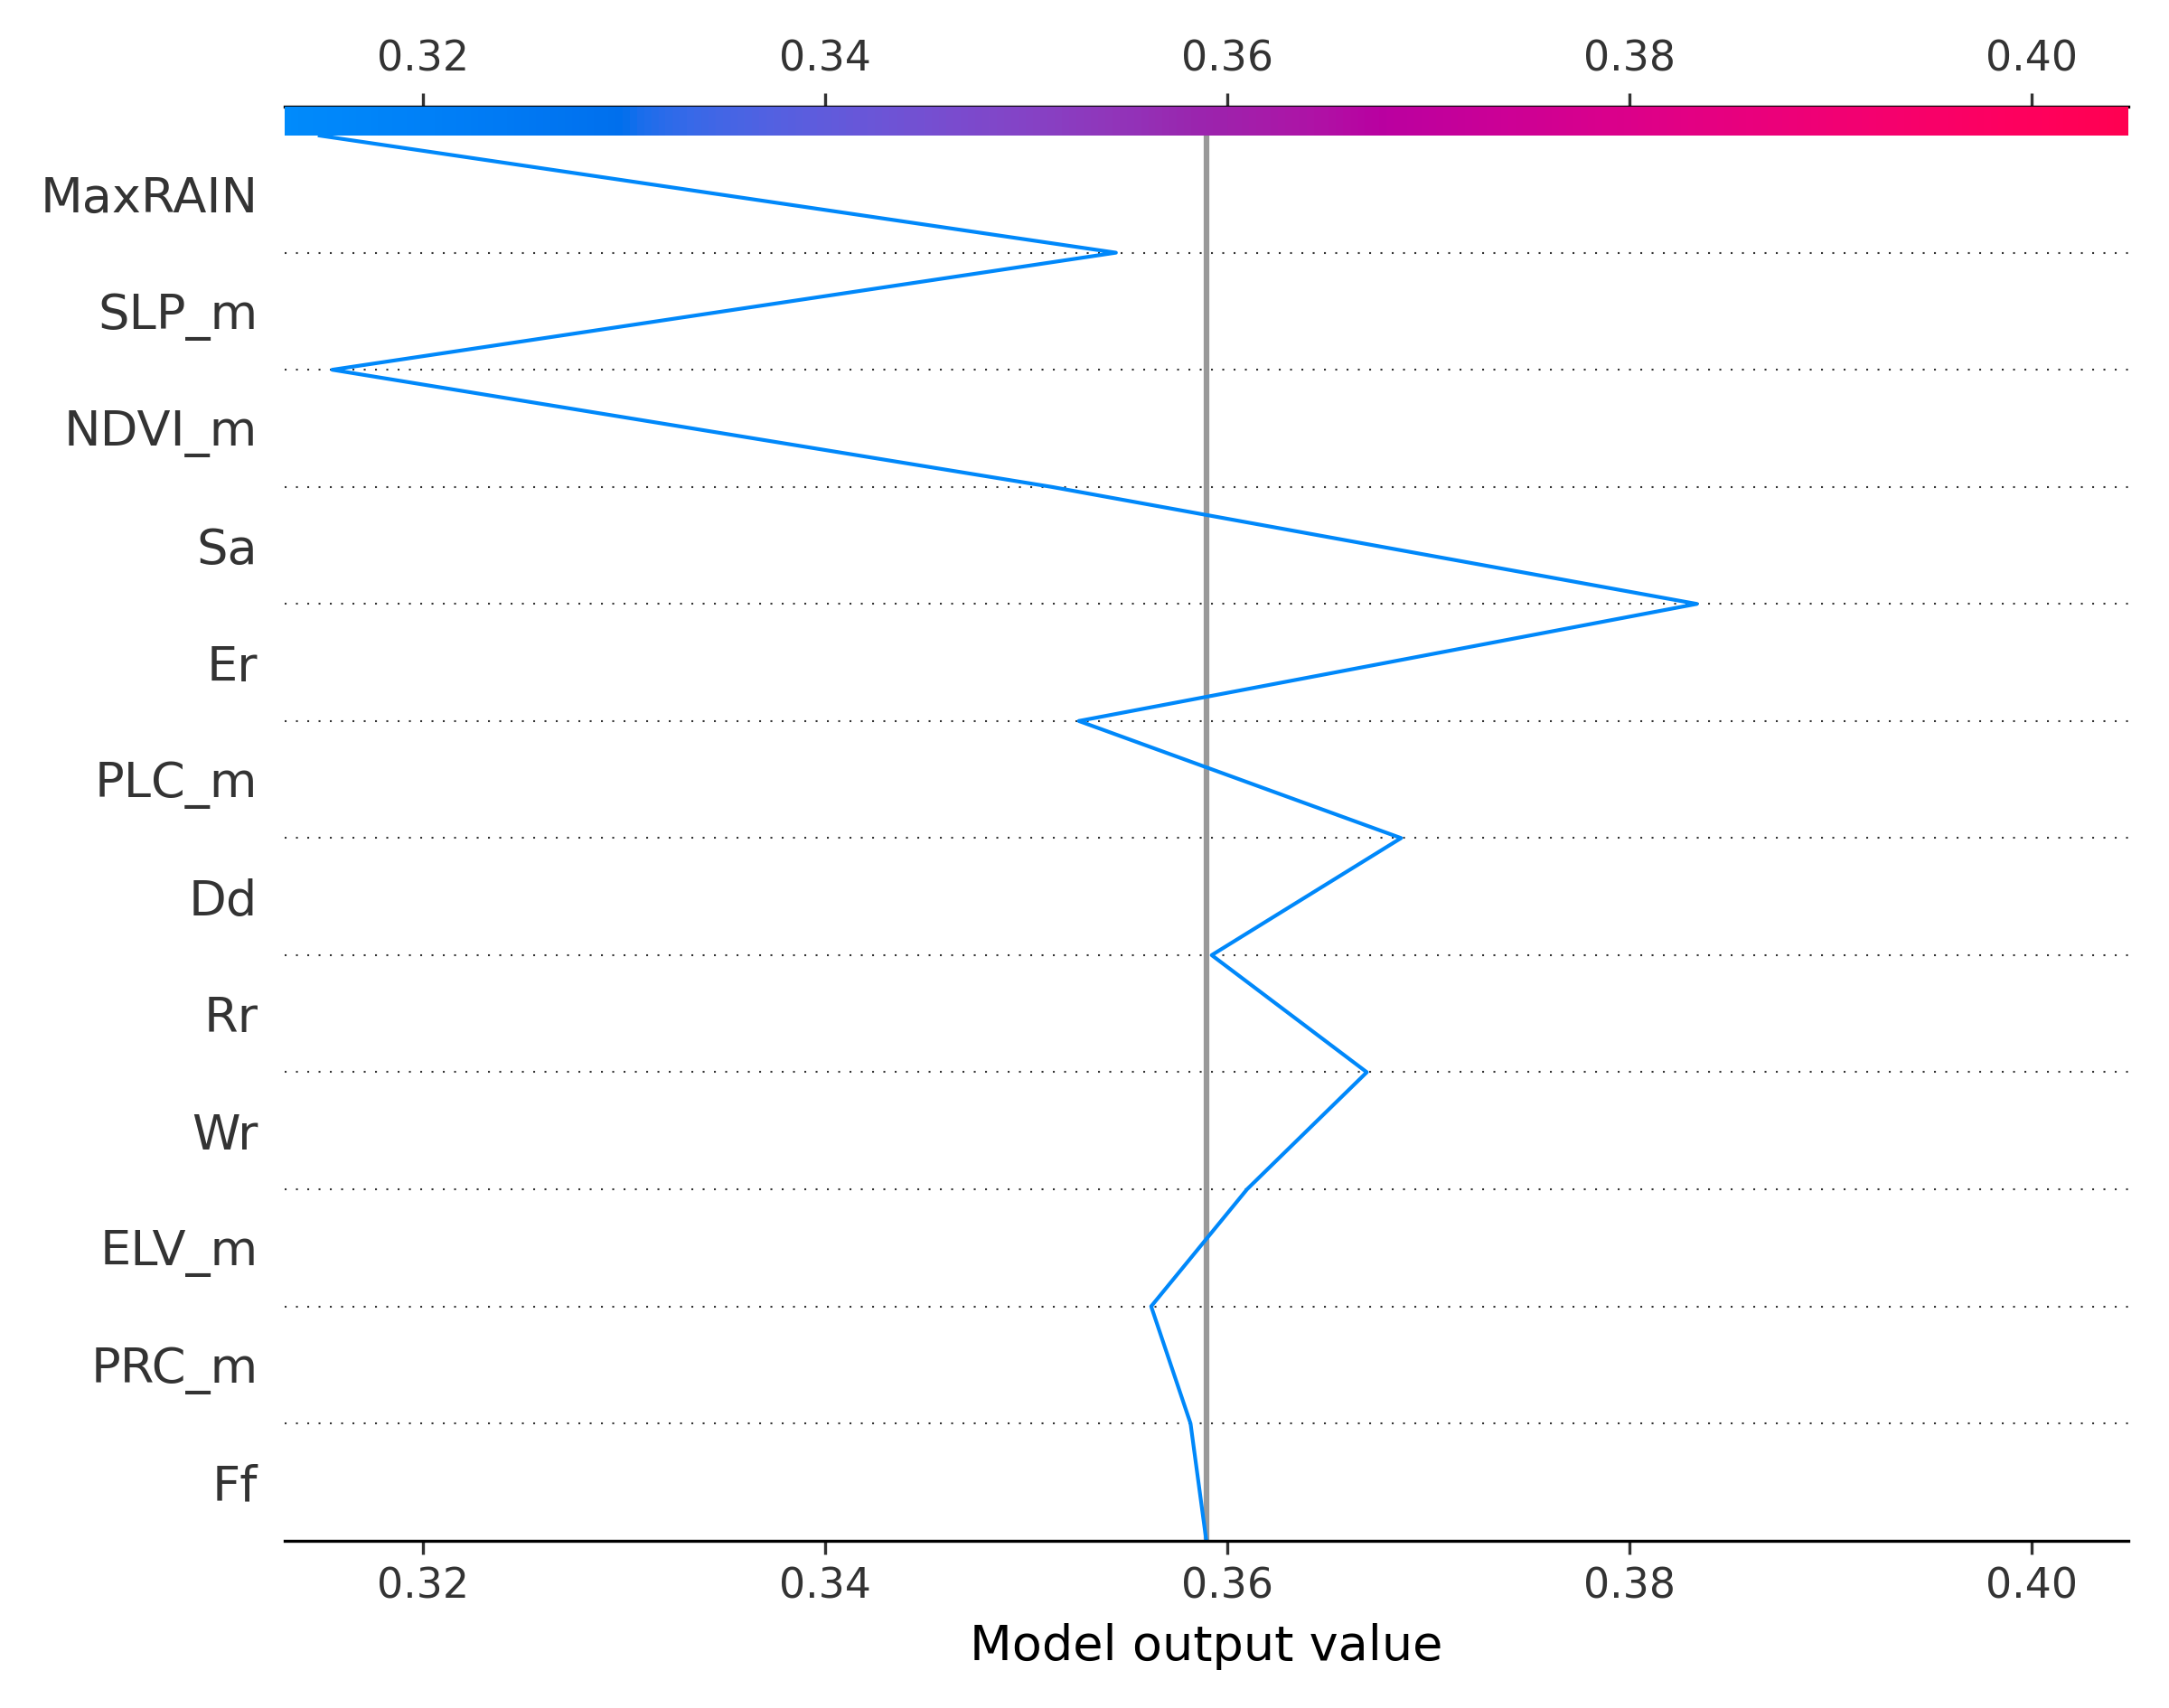 0.32 0.34 0.36 0.38 0.40
MaxRAIN
SLP_m
NDVI_m
Sa
Er
PLC_m
Dd
Rr
Wr
ELV_m
PRC_m
Ff
0.32 0.34 0.36 0.38 0.40
Model output value